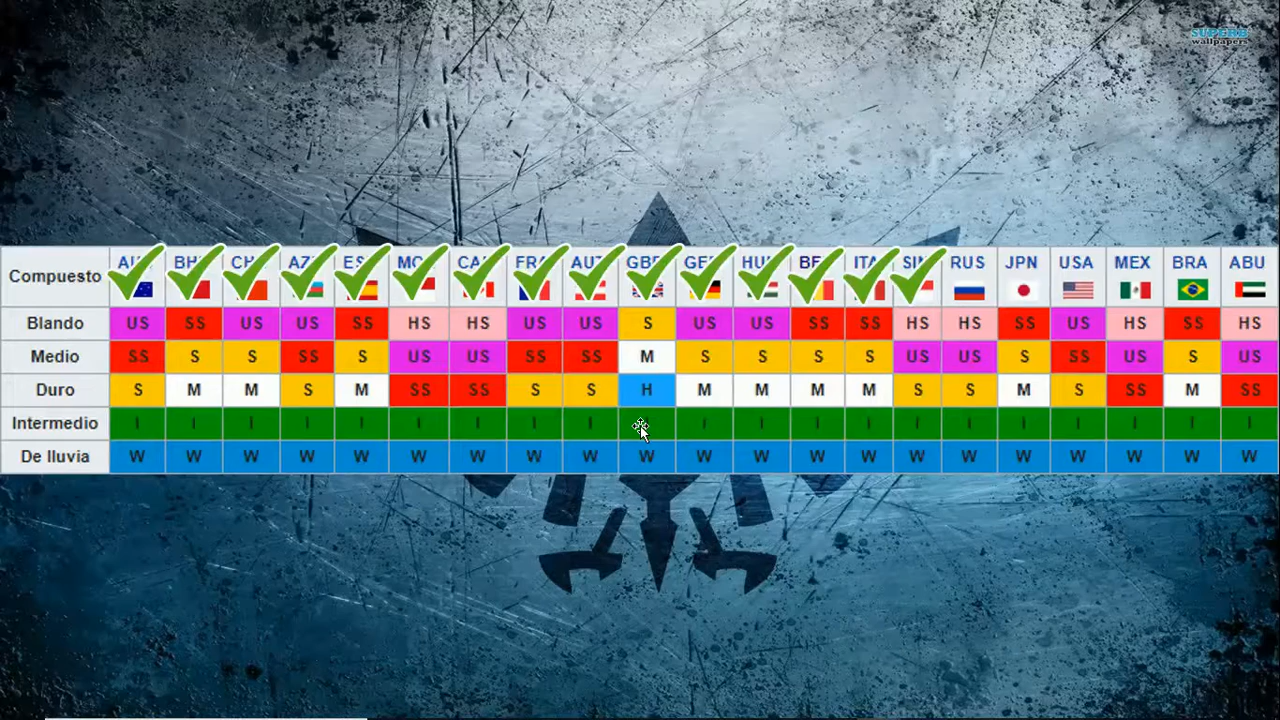 SUPERB
wallpapers
Compuesto RUS JPN USA MEX BRA ABU
Blando US SS US US SS HS HS US US S US US SS SS HS HS SS US HS SS HS
Medio SS S S SS S US US SS SS M S S S S US US S SS US S US
Duro S M M S M SS SS S S H M M M M S S M S SS M SS
Intermedio I I I I I I I I I I I I I I I I I I I I
De lluvia W W W W W W W W W W W W W W W W W W W W W